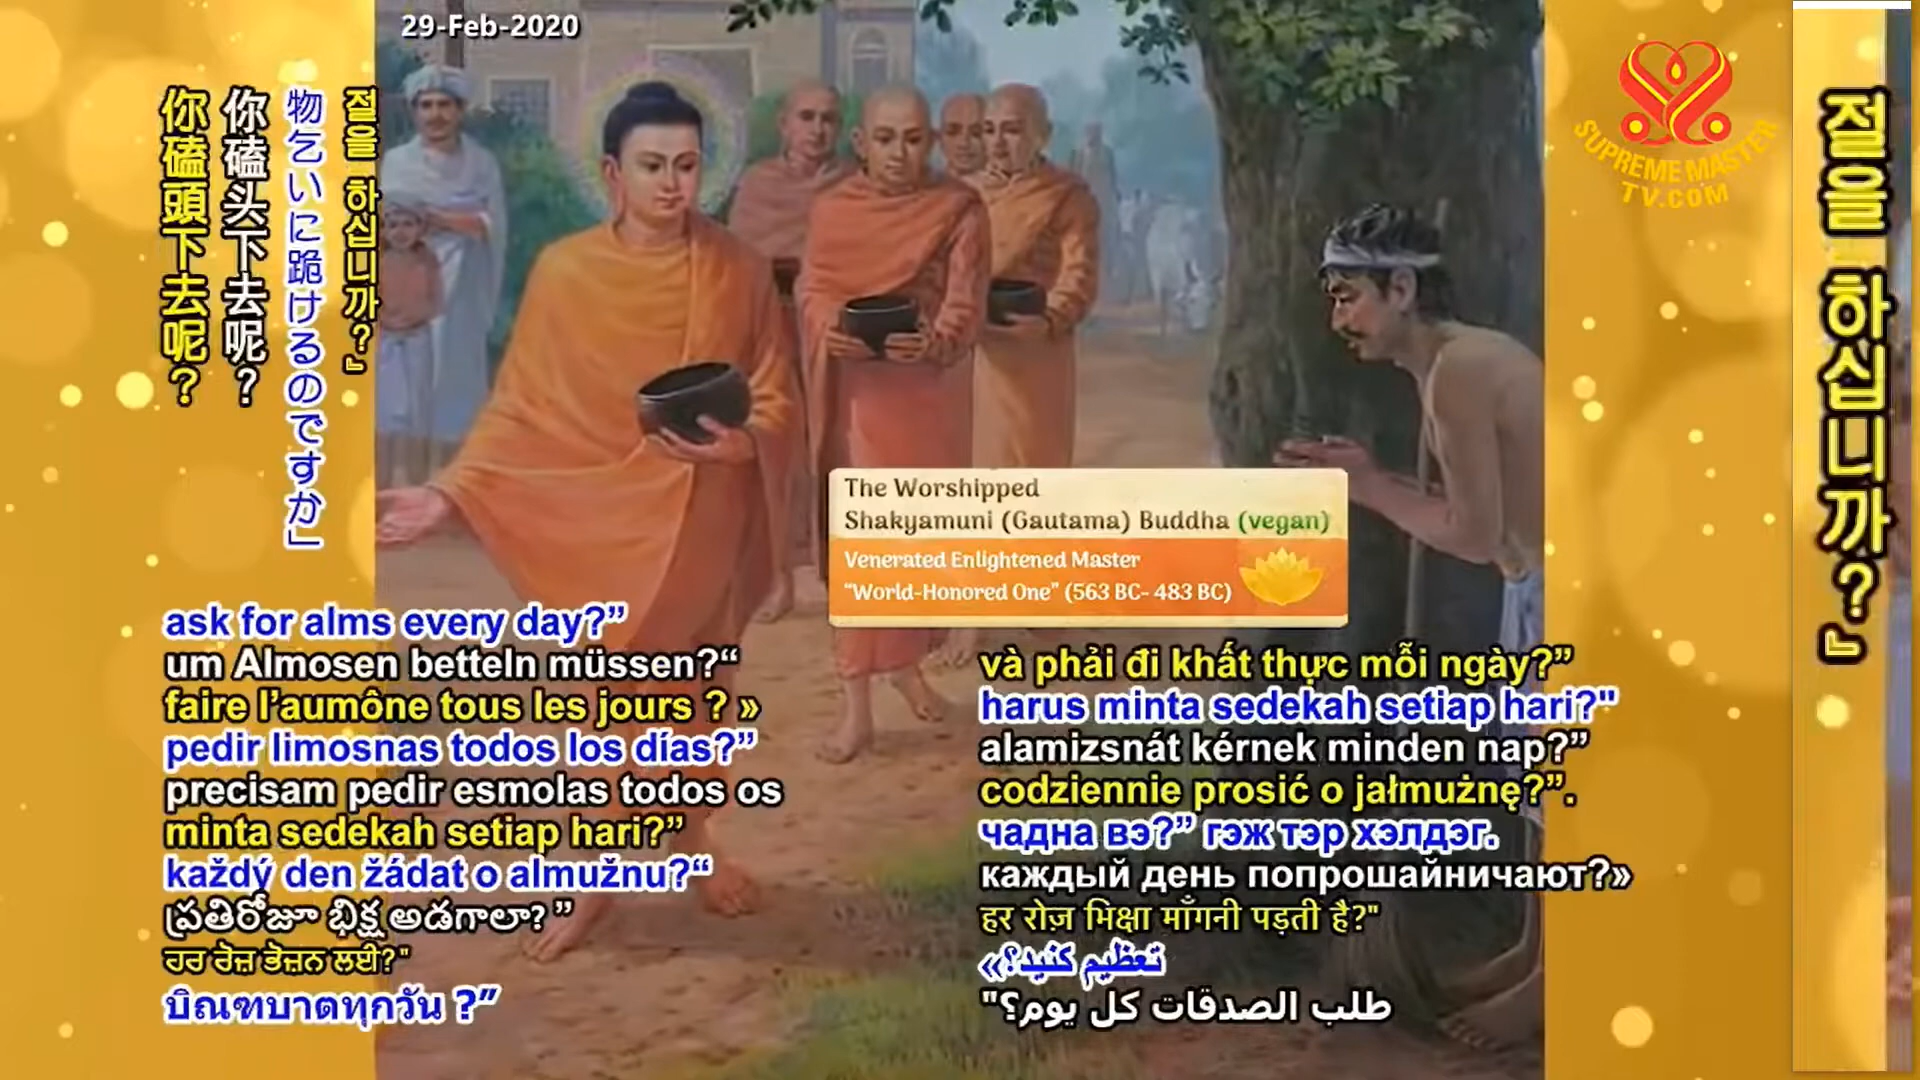 29-Feb-2020
SUPREME MASTER
TV.COM
절을 하십니까?』
物乞いに跪けるのですか」
你磕头下去呢？
你磕頭下去呢？
절을 하십니까?』
The Worshipped
Shakyamuni (Gautama) Buddha (vegan)
Venerated Enlightened Master
“World-Honored One” (563 BC- 483 BC)
ask for alms every day?”
um Almosen betteln müssen?“
faire l’aumône tous les jours ? »
pedir limosnas todos los días?”
precisam pedir esmolas todos os
minta sedekah setiap hari?”
každý den žádat o almužnu?“
ప్రతిరోజూ భిక్ష అడగాలా? ”
ਹਰ ਰੋਜ਼ ਭੋਜ਼ਨ ਲਈ?"
บิณฑบาตทุกวัน ?”
và phải đi khất thực mỗi ngày?”
harus minta sedekah setiap hari?"
alamizsnát kérnek minden nap?”
codziennie prosić o jałmużnę?”.
чадна вэ?” гэж тэр хэлдэг.
каждый день попрошайничают?»
हर रोज़ भिक्षा माँगनी पड़ती है?"
تعظیم کنید؟»
طلب الصدقات كل يوم؟"